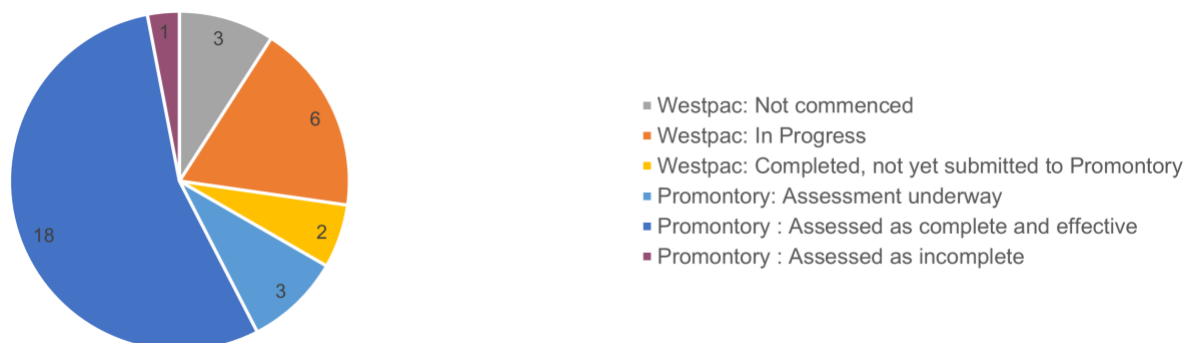 1
3
6
2
3
18
Westpac: Not commenced
Westpac: In Progress
Westpac: Completed, not yet submitted to Promontory
Promontory: Assessment underway
Promontory : Assessed as complete and effective
Promontory : Assessed as incomplete